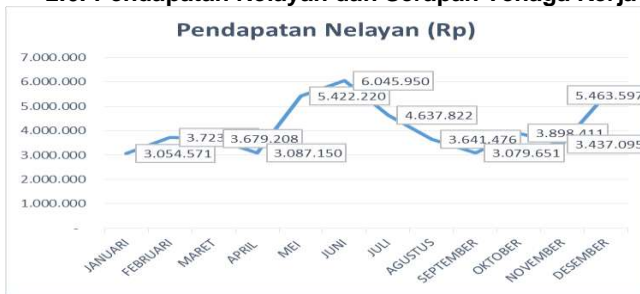 Pendapatan Nelayan (Rp)
7.000.000
6.000.000
5.000.000
4.000.000
3.000.000
2.000.000
1.000.000
-
3.054.571
3.723
3.679.208
3.087.150
5.422.220
6.045.950
4.637.822
3.641.476
3.079.651
3.898.411
3.437.095
5.463.597
JANUARI
FEBRUARI
MARET
APRIL
MEI
JUNI
JULI
AGUSTUS
SEPTEMBER
OKTOBER
NOVEMBER
DESEMBER